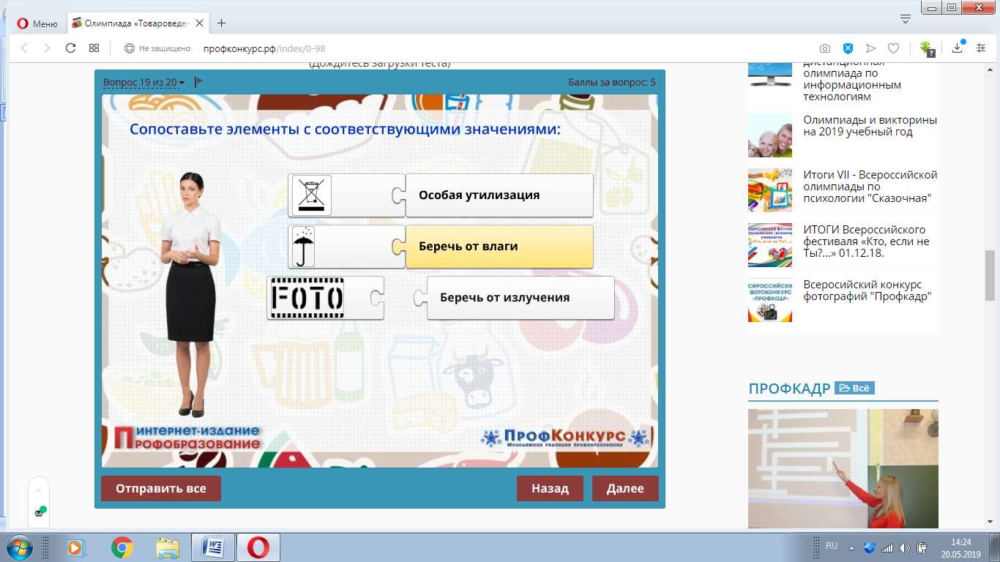 Меню
Олимпиада «Товароведен
Не защищено
профконкурс.рф/index/0-98
?
(Дождитесь загрузки теста)
Вопрос 19 из 20
Баллы за вопрос: 5
Сопоставьте элементы с соответствующими значениями:
Особая утилизация
Беречь от влаги
FOTO
Беречь от излучения
ИНТЕРНЕТ-ИЗДАНИЕ
ПРОФОБРАЗОВАНИЕ
ПРОФКОНКУРС
Молодежная редакция профобразования
Отправить все
Назад
Далее
дистанционная
олимпиада по
информационным
технологиям
Олимпиады и викторины
на 2019 учебный год
Итоги VII - Всероссийской
олимпиады по
психологии "Сказочная"
ИТОГИ Всероссийского
фестиваля «Кто, если не
Ты?...» 01.12.18.
Всеросийский конкурс
фотографий "Профкадр"
ФОТОКОНКУРС
-ПРОФКАДР-
ПРОФКАДР
Всё
RU
14:24
20.05.2019